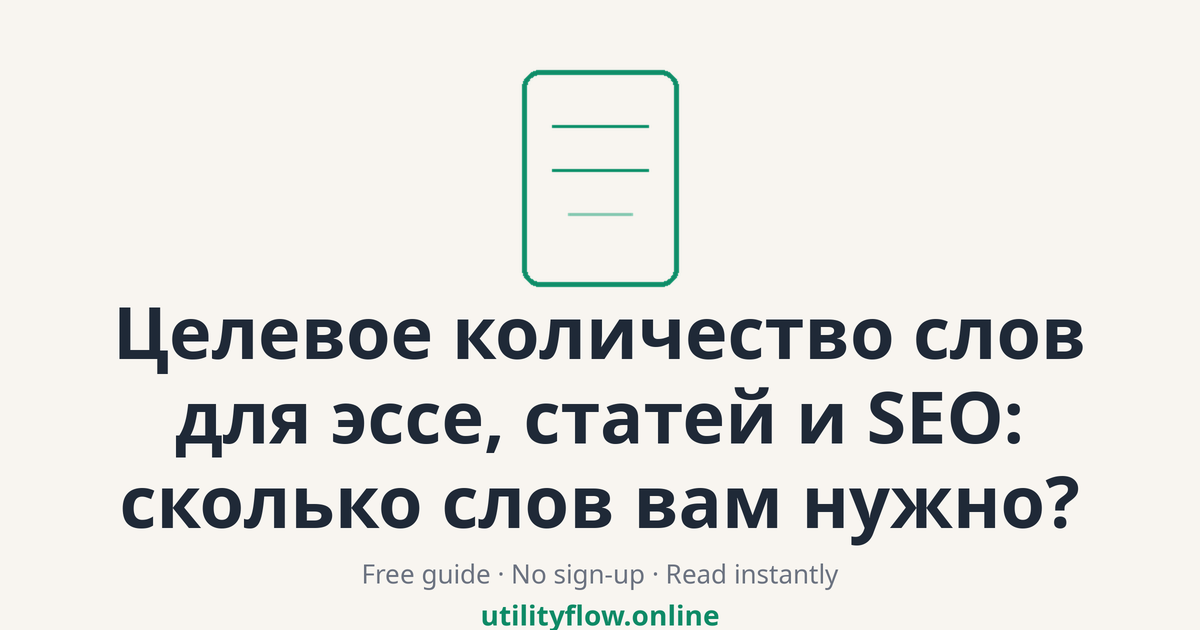 Целевое количество слов
для эссе, статей и SEO:
сколько слов вам нужно?
Free guide · No sign-up · Read instantly
utilityflow.online